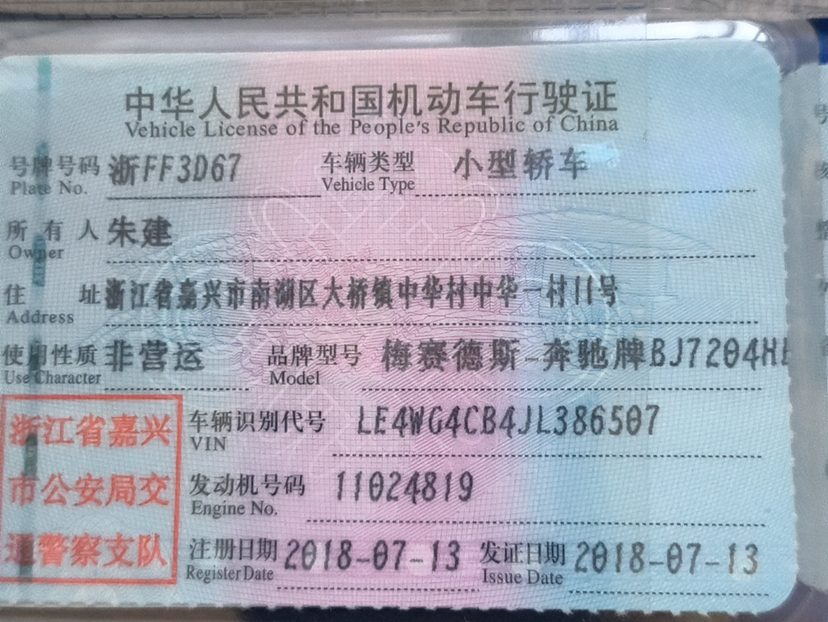 中华人民共和国机动车行驶证
Vehicle License of the People's Republic of China
号牌号码 浙FF3D67 车辆类型 小型轿车
Plate No. Vehicle Type
所有人 朱建
Owner
住址 浙江省嘉兴市南湖区大桥镇中华村中华一村11号
Address
使用性质 非营运 品牌型号 梅赛德斯-奔驰牌BJ7204H
Use Character Model
浙江省嘉兴
市公安局交
通警察支队
车辆识别代号 LE4WG4CB4JL386507
VIN
发动机号码 11024819
Engine No.
注册日期 2018-07-13 发证日期 2018-07-13
Register Date Issue Date